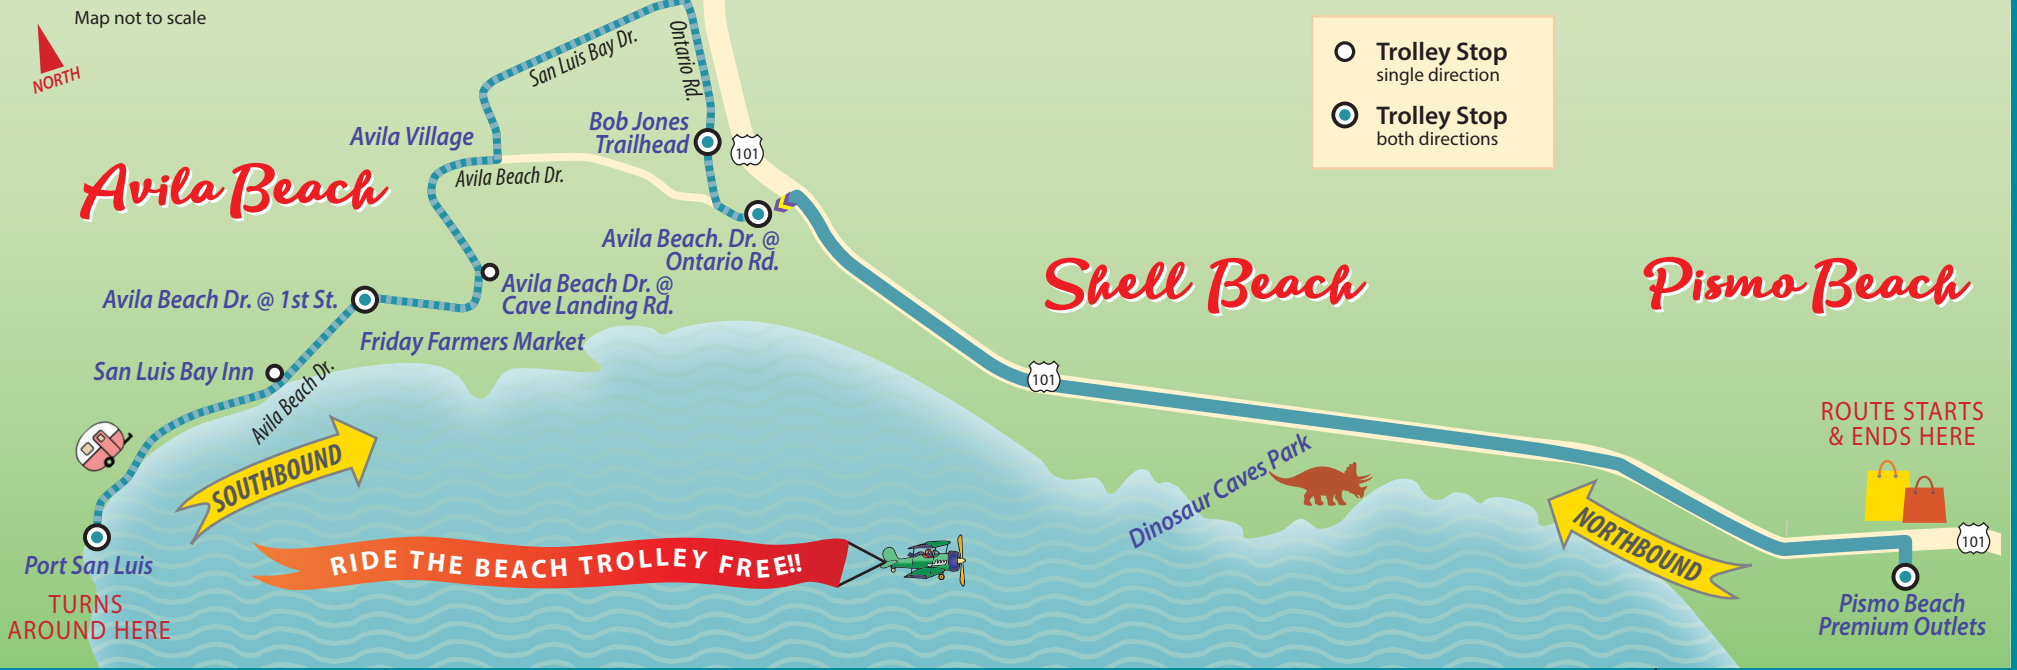 Map not to scale
NORTH
San Luis Bay Dr.
Ontario Rd.
Trolley Stop
single direction
Trolley Stop
both directions
Avila Village
Bob Jones
Trailhead
101
Avila Beach Dr.
Avila Beach
Avila Beach. Dr. @
Ontario Rd.
Avila Beach Dr. @
Cave Landing Rd.
Avila Beach Dr. @ 1st St.
Friday Farmers Market
San Luis Bay Inn
Avila Beach Dr.
Shell Beach
Pismo Beach
101
SOUTHBOUND
Dinosaur Caves Park
ROUTE STARTS
& ENDS HERE
NORTHBOUND
101
RIDE THE BEACH TROLLEY FREE!!
Port San Luis
TURNS
AROUND HERE
Pismo Beach
Premium Outlets